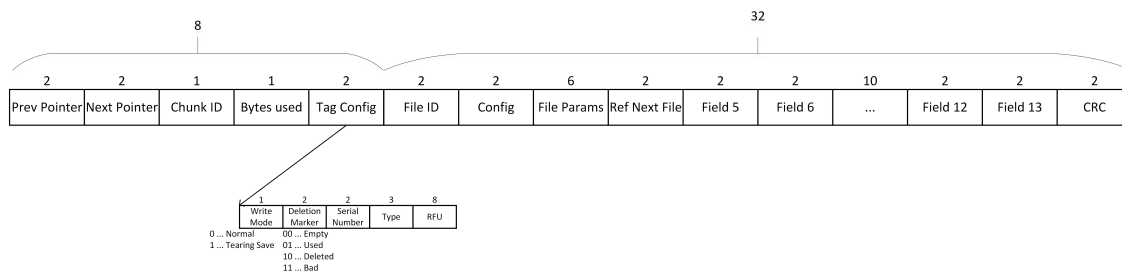 8
32
2 2 1 1 2 2 2 6 2 2 2 10 2 2 2
Prev Pointer Next Pointer Chunk ID Bytes used Tag Config File ID Config File Params Ref Next File Field 5 Field 6 ... Field 12 Field 13 CRC
1 2 2 3 8
Write Mode Deletion Marker Serial Number Type RFU
0 ... Normal 00 ... Empty
1 ... Tearing Save 01 ... Used
10 ... Deleted
11 ... Bad